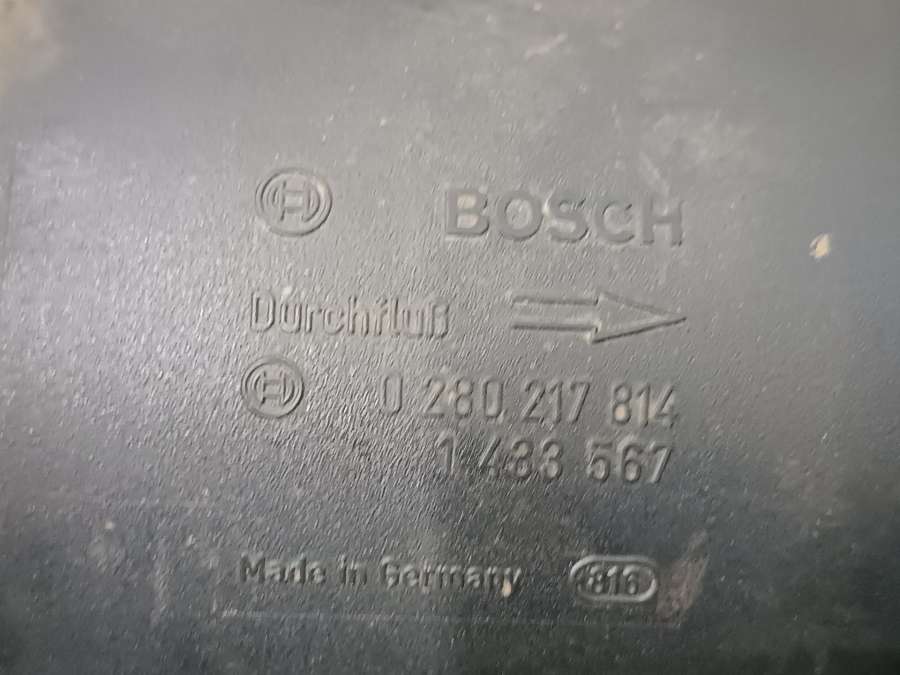 BOSCH
Durchfluß
0 280 217 814
1 433 567
Made in Germany 816